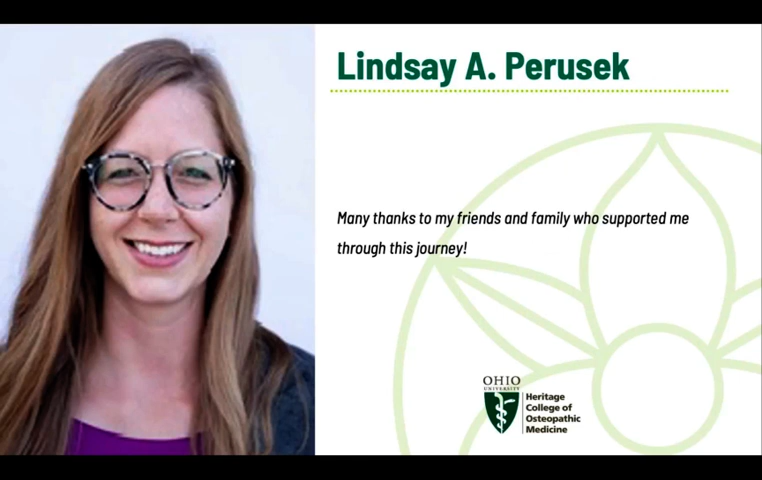 Lindsay A. Perusek
Many thanks to my friends and family who supported me
through this journey!
OHIO
UNIVERSITY
Heritage
College of
Osteopathic
Medicine